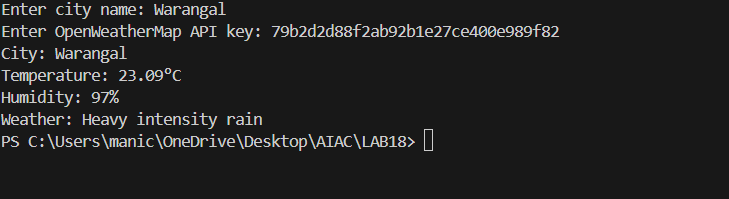 Enter city name: Warangal
Enter OpenWeatherMap API key: 79b2d2d88f2ab92b1e27ce400e989f82
City: Warangal
Temperature: 23.09°C
Humidity: 97%
Weather: Heavy intensity rain
PS C:\Users\manic\OneDrive\Desktop\AIAC\LAB18>